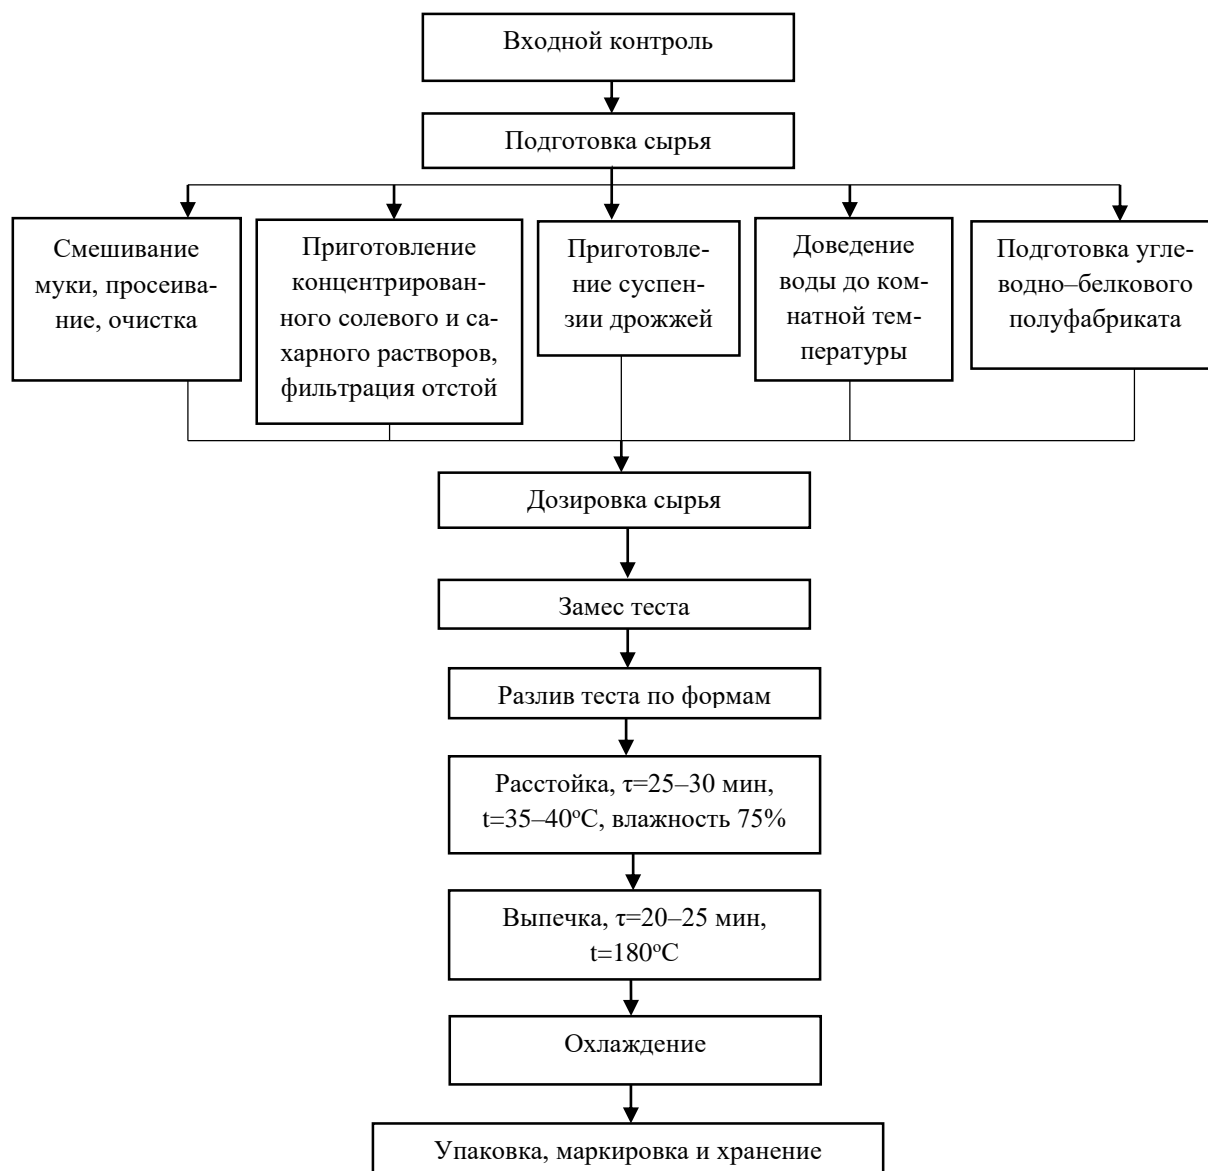 Входной контроль
Подготовка сырья
Смешивание
муки, просеива-
ние, очистка
Приготовление
концентрирован-
ного солевого и са-
харного растворов,
фильтрация отстой
Приготовле-
ние суспен-
зии дрожжей
Доведение
воды до ком-
натной тем-
пературы
Подготовка угле-
водно–белкового
полуфабриката
Дозировка сырья
Замес теста
Разлив теста по формам
Расстойка, τ=25–30 мин,
t=35–40°С, влажность 75%
Выпечка, τ=20–25 мин,
t=180°С
Охлаждение
Упаковка, маркировка и хранение